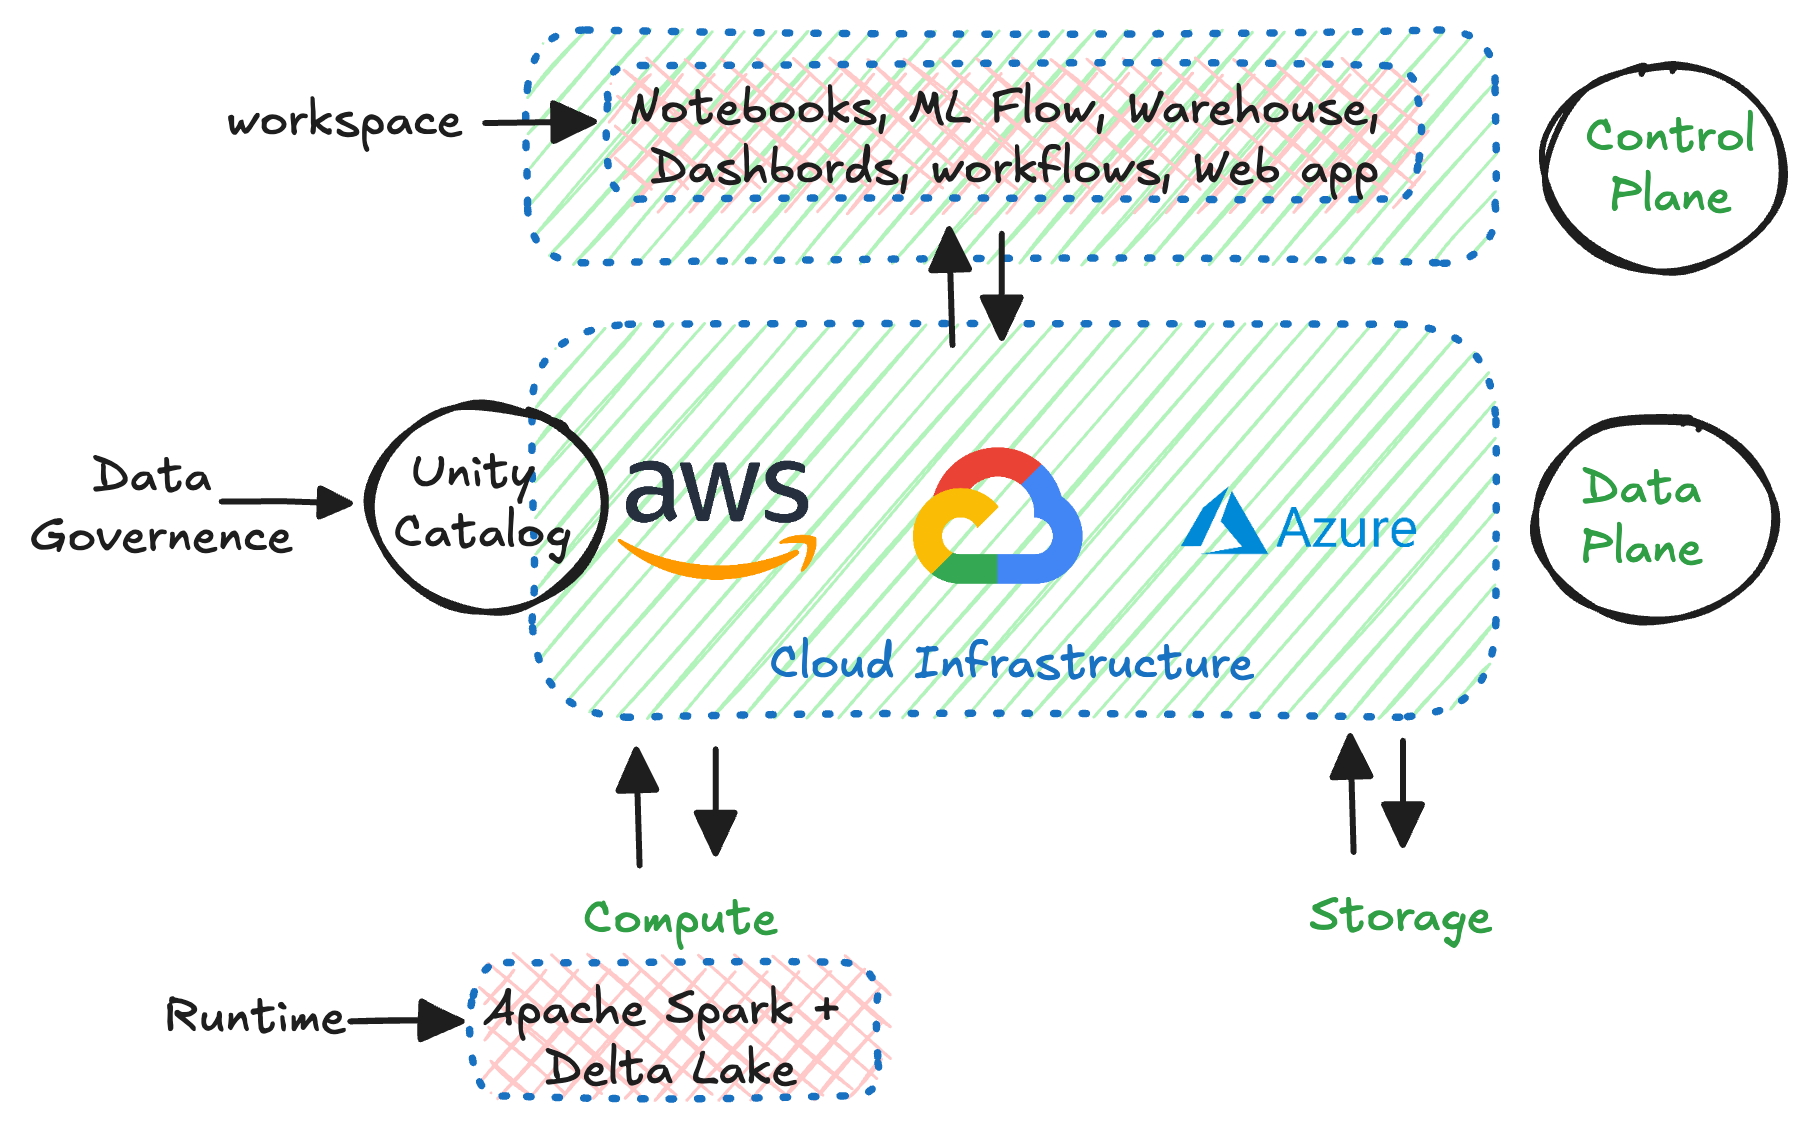 workspace
Notebooks, ML Flow, Warehouse,
Dashbords, workflows, Web app
Control
Plane
Data
Governence
Unity
Catalog
aws
Azure
Cloud Infrastructure
Data
Plane
Compute
Storage
Runtime
Apache Spark +
Delta Lake